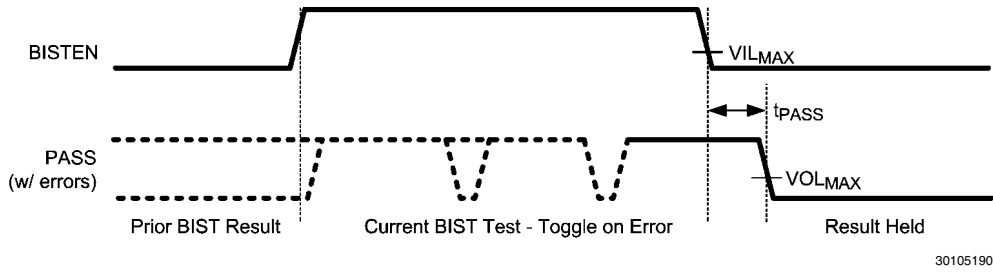 BISTEN
VILMAX
tPASS
PASS
(w/ errors)
VOLMAX
Prior BIST Result
Current BIST Test - Toggle on Error
Result Held
30105190